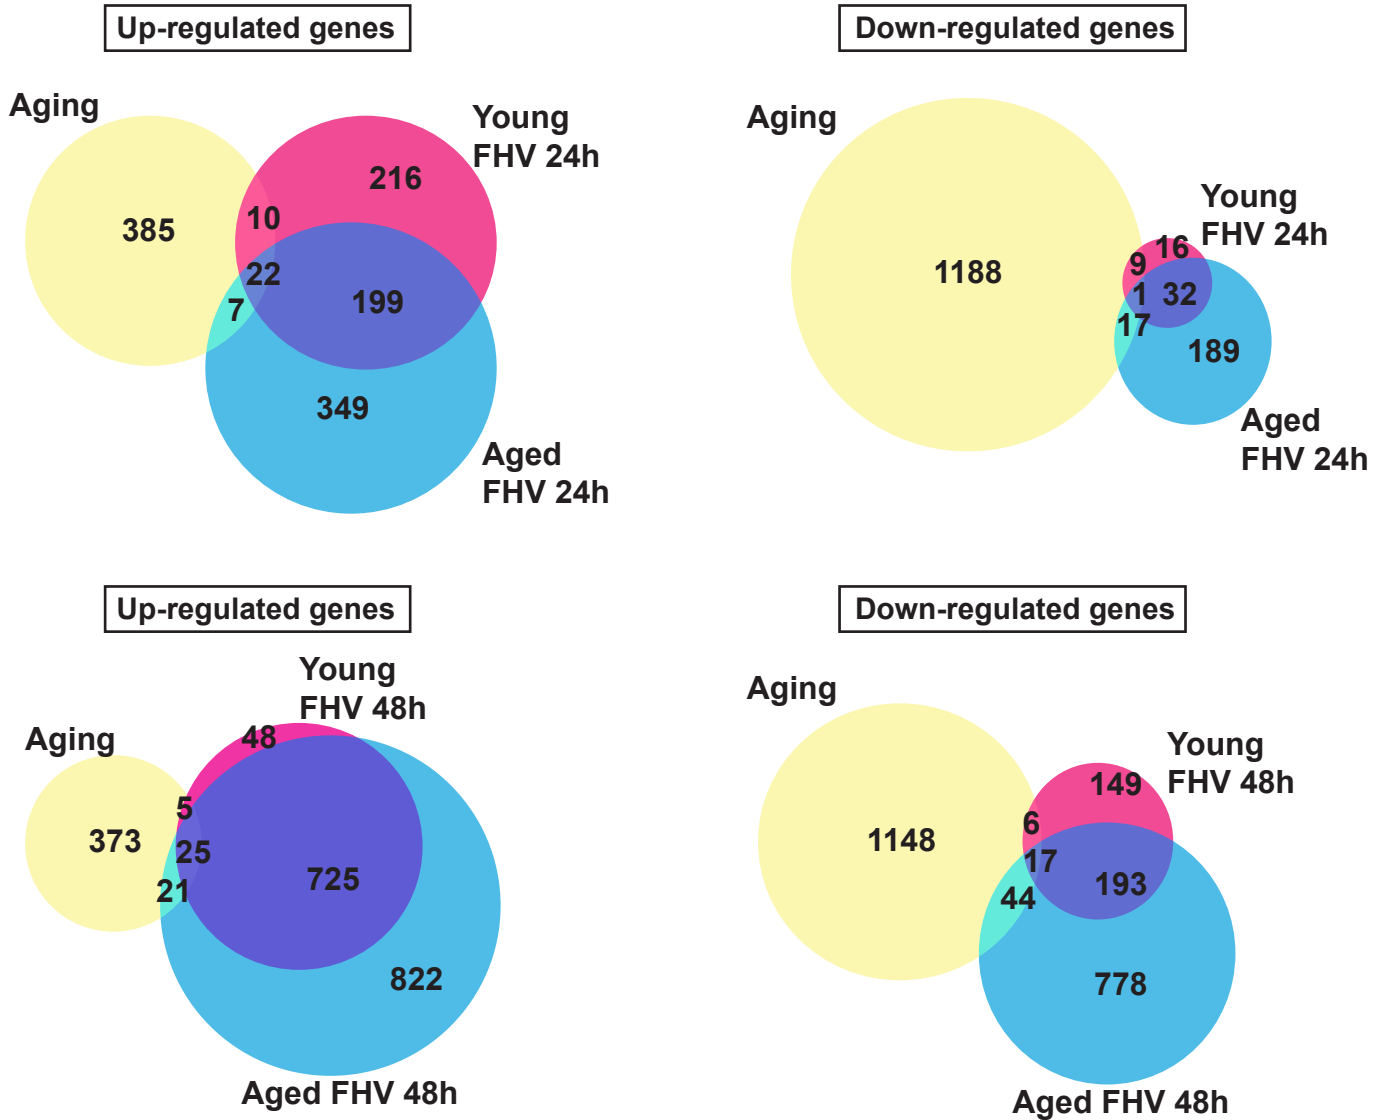 Up-regulated genes
Aging
Young
FHV 24h
216
385
10
22
7
199
349
Aged
FHV 24h
Down-regulated genes
Aging
Young
FHV 24h
16
9
1188
1
32
17
189
Aged
FHV 24h
Up-regulated genes
Young
FHV 48h
48
Aging
5
373
25
21
725
822
Aged FHV 48h
Down-regulated genes
Aging
Young
FHV 48h
149
6
1148
17
44
193
778
Aged FHV 48h